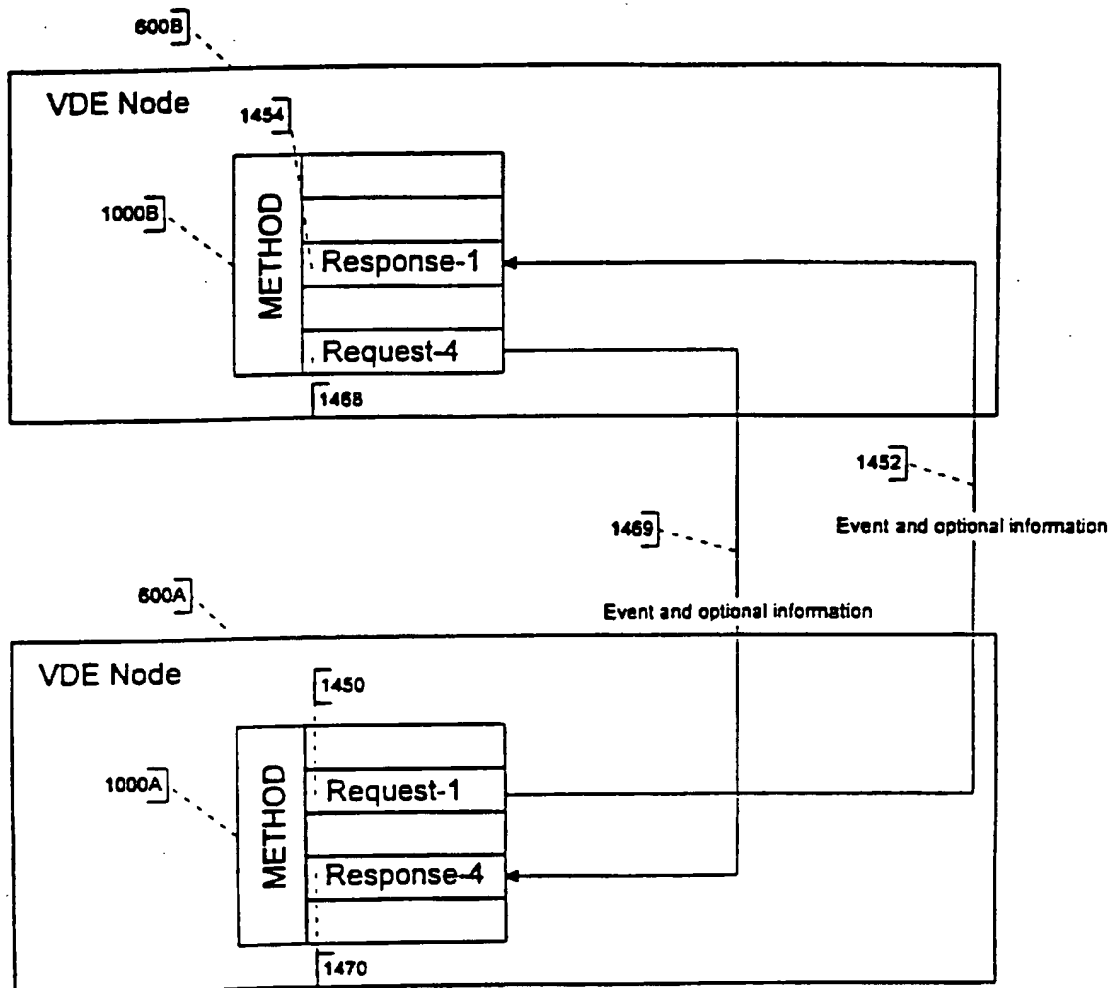 600B
VDE Node
1454
1000B
METHOD
Response-1
Request-4
1468
1452
1469
Event and optional information
600A
Event and optional information
VDE Node
1450
1000A
METHOD
Request-1
Response-4
1470